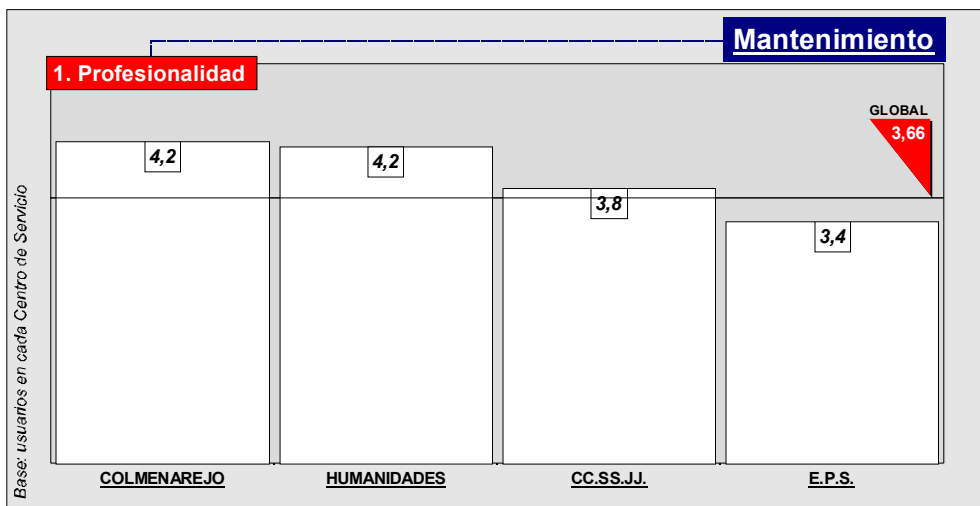 Mantenimiento
1. Profesionalidad
GLOBAL
3,66
4,2
4,2
3,8
3,4
Base: usuarios en cada Centro de Servicio
COLMENAREJO
HUMANIDADES
CC.SS.JJ.
E.P.S.